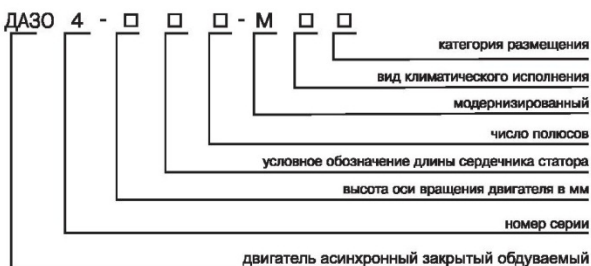 ДАЗО 4 - □ □ □ - М □ □
категория размещения
вид климатического исполнения
модернизированный
число полюсов
условное обозначение длины сердечника статора
высота оси вращения двигателя в мм
номер серии
двигатель асинхронный закрытый обдуваемый